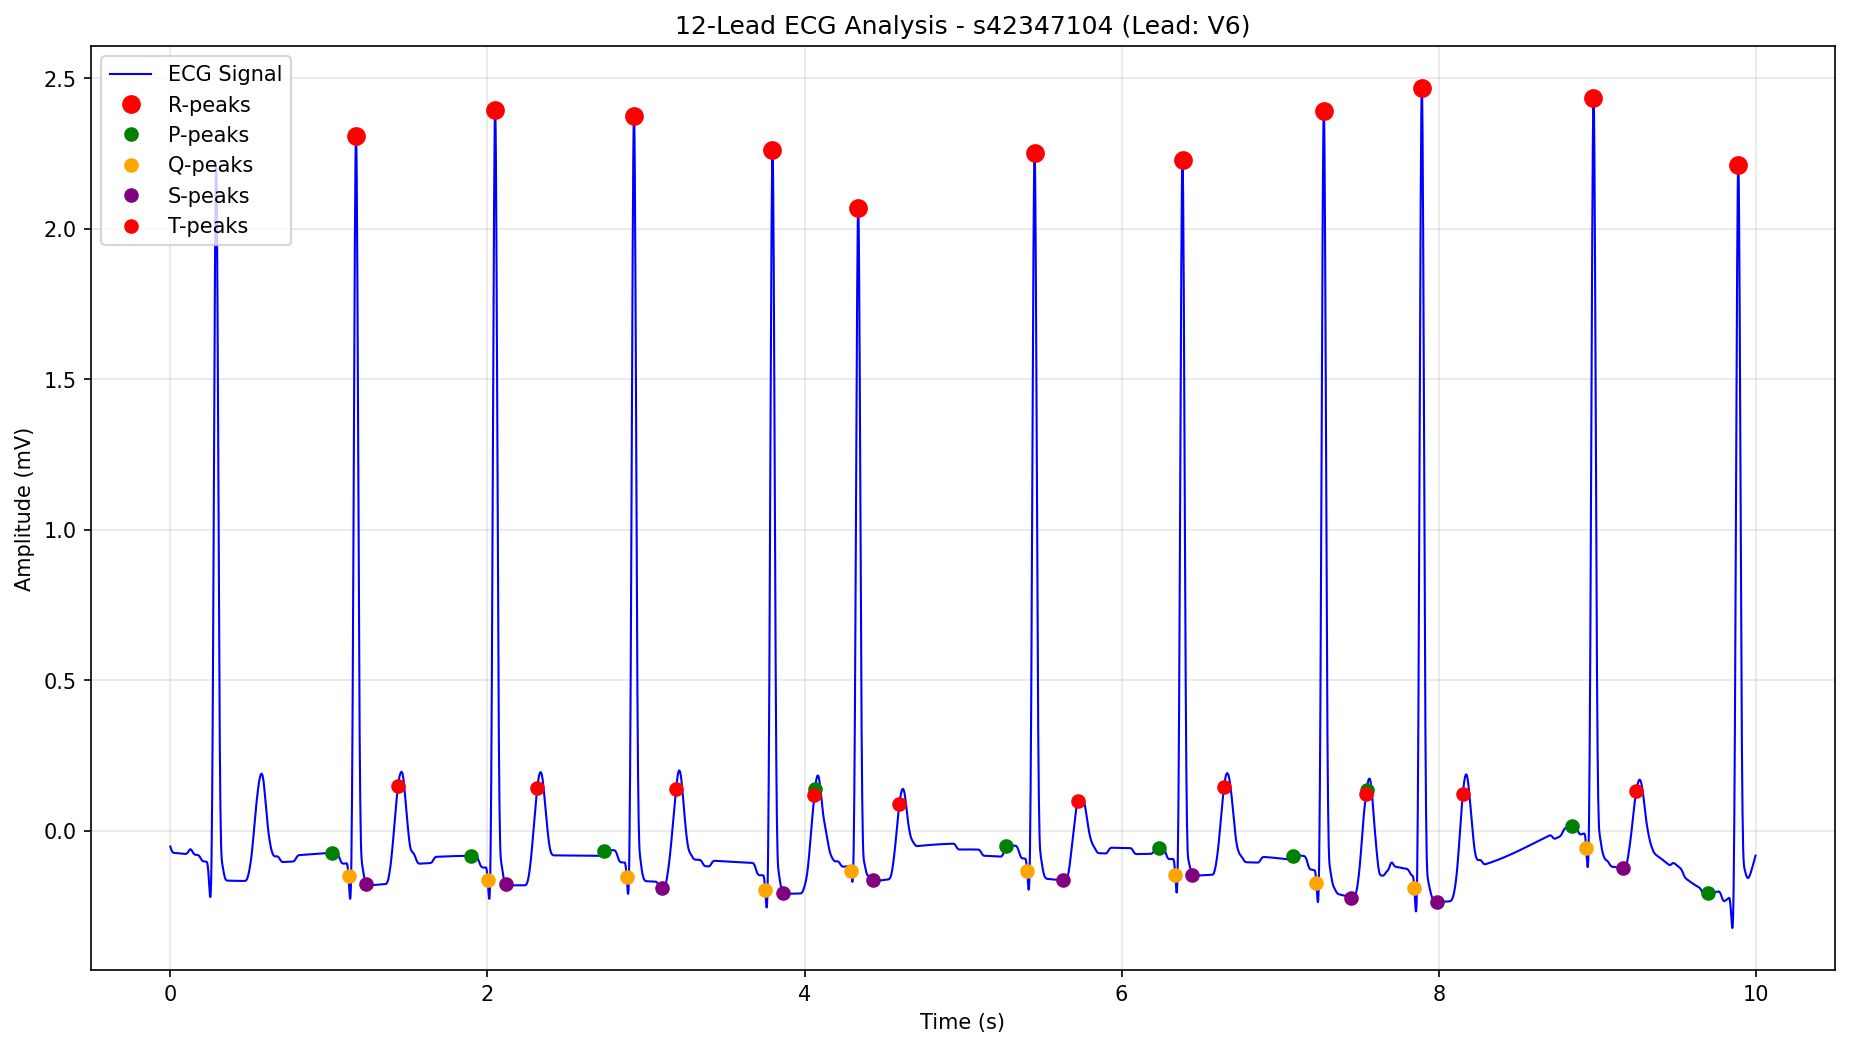 12-Lead ECG Analysis - s42347104 (Lead: V6)
ECG Signal
R-peaks
P-peaks
Q-peaks
S-peaks
T-peaks
2.5
2.0
1.5
1.0
0.5
0.0
Amplitude (mV)
0 2 4 6 8 10
Time (s)